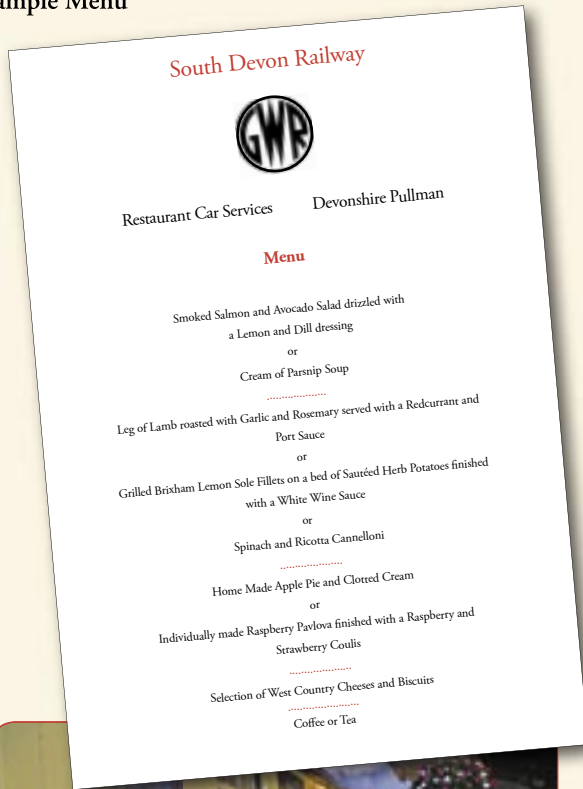 ample Menu
South Devon Railway
GWR
Restaurant Car Services Devonshire Pullman
Menu
Smoked Salmon and Avocado Salad drizzled with
a Lemon and Dill dressing
or
Cream of Parsnip Soup
....................
Leg of Lamb roasted with Garlic and Rosemary served with a Redcurrant and
Port Sauce
or
Grilled Brixham Lemon Sole Fillets on a bed of Sautéed Herb Potatoes finished
with a White Wine Sauce
or
Spinach and Ricotta Cannelloni
.....................
Home Made Apple Pie and Clotted Cream
or
Individually made Raspberry Pavolva finished with a Raspberry and
Strawberry Coulis
.....................
Selection of West Country Cheeses and Biscuits
........................
Coffee or Tea